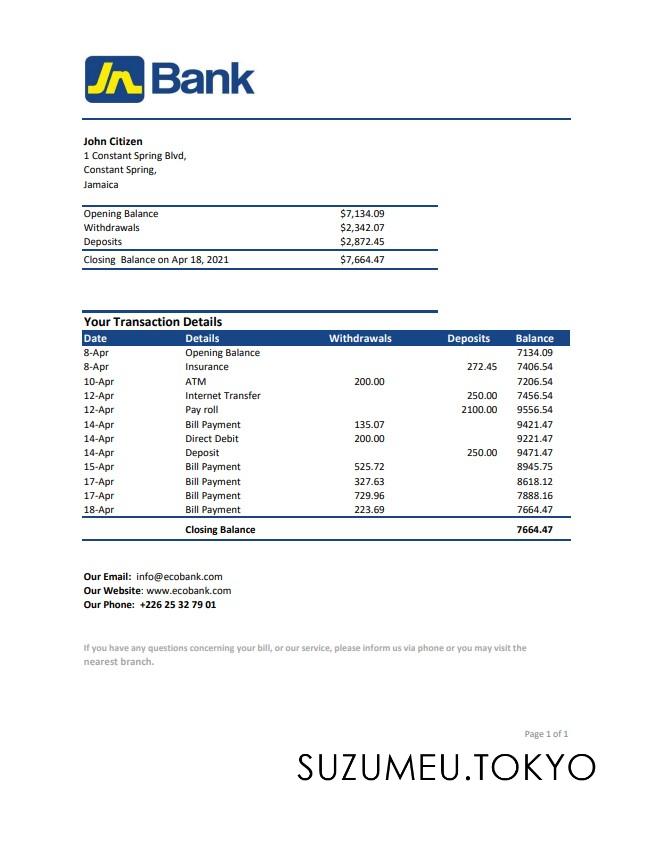 Jn Bank
John Citizen
1 Constant Spring Blvd,
Constant Spring,
Jamaica
Opening Balance $7,134.09
Withdrawals $2,342.07
Deposits $2,872.45
Closing Balance on Apr 18, 2021 $7,664.47
Your Transaction Details
Date Details Withdrawals Deposits Balance
8-Apr Opening Balance 7134.09
8-Apr Insurance 272.45 7406.54
10-Apr ATM 200.00 7206.54
12-Apr Internet Transfer 250.00 7456.54
12-Apr Pay roll 2100.00 9556.54
14-Apr Bill Payment 135.07 9421.47
14-Apr Direct Debit 200.00 9221.47
14-Apr Deposit 250.00 9471.47
15-Apr Bill Payment 525.72 8945.75
17-Apr Bill Payment 327.63 8618.12
17-Apr Bill Payment 729.96 7888.16
18-Apr Bill Payment 223.69 7664.47
Closing Balance 7664.47
Our Email: info@ecobank.com
Our Website: www.ecobank.com
Our Phone: +226 25 32 79 01
If you have any questions concerning your bill, or our service, please inform us via phone or you may visit the
nearest branch.
Page 1 of 1
SUZUMEU.TOKYO